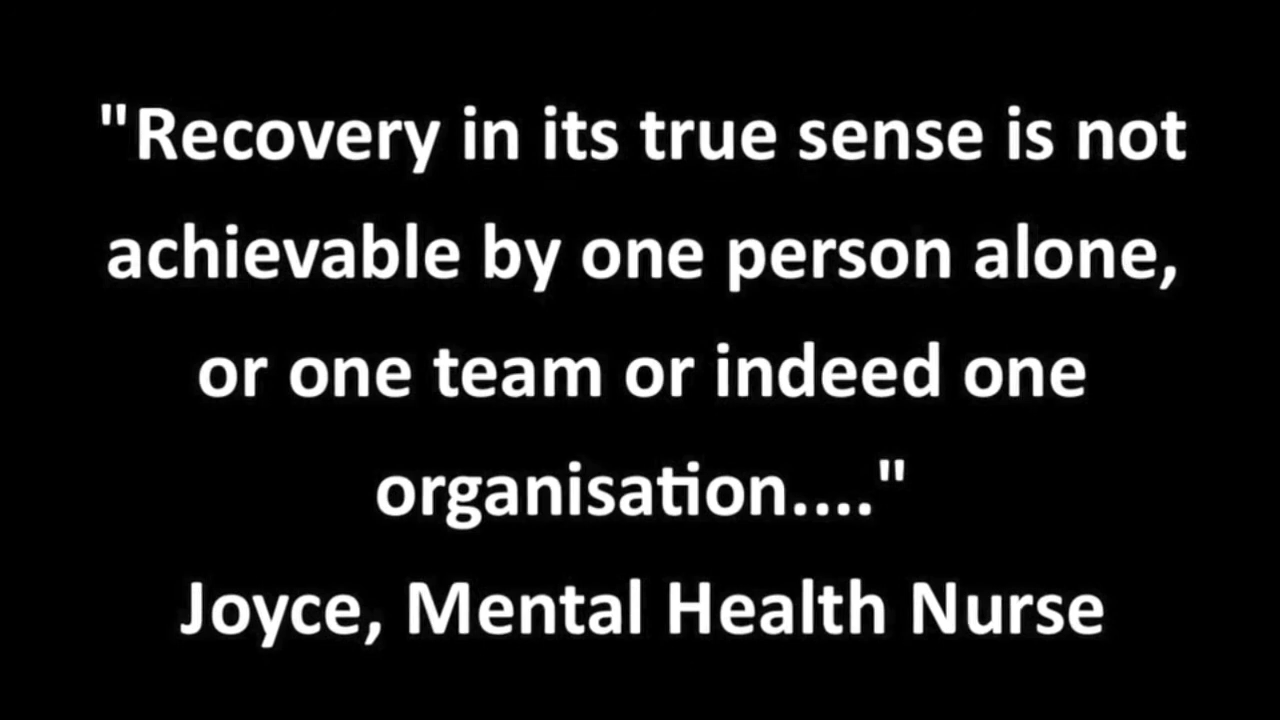 "Recovery in its true sense is not
achievable by one person alone,
or one team or indeed one
organisation...."
Joyce, Mental Health Nurse